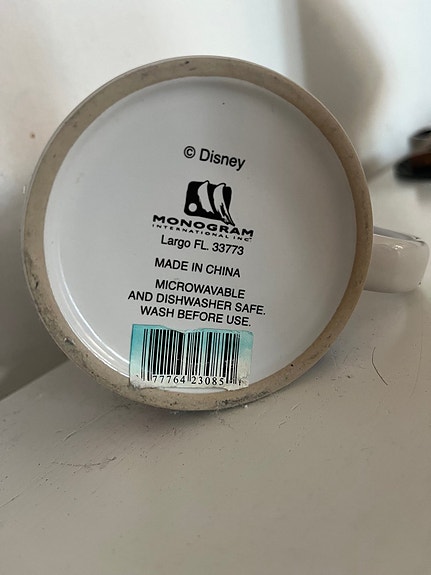 © Disney
MONOGRAM
INTERNATIONAL INC
Largo FL. 33773
MADE IN CHINA
MICROWAVABLE
AND DISHWASHER SAFE.
WASH BEFORE USE.
77764 23085